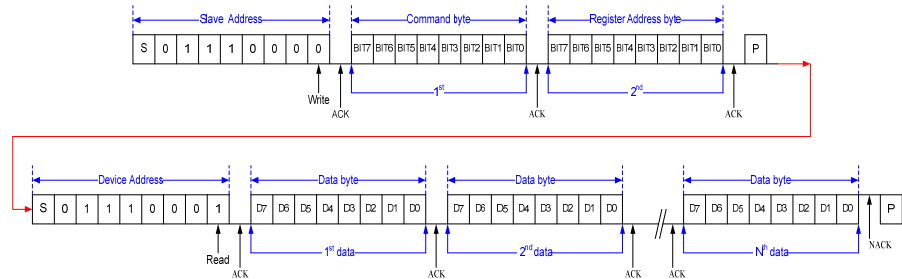 Slave Address Command byte Register Address byte
S 0 1 1 1 0 0 0 0 BIT7 BIT6 BIT5 BIT4 BIT3 BIT2 BIT1 BIT0 BIT7 BIT6 BIT5 BIT4 BIT3 BIT2 BIT1 BIT0 P
Write ACK 1st ACK 2nd ACK
Device Address Data byte Data byte Data byte
S 0 1 1 1 0 0 0 1 D7 D6 D5 D4 D3 D2 D1 D0 D7 D6 D5 D4 D3 D2 D1 D0 D7 D6 D5 D4 D3 D2 D1 D0 P
Read ACK 1st data ACK 2nd data ACK ACK Nth data NACK